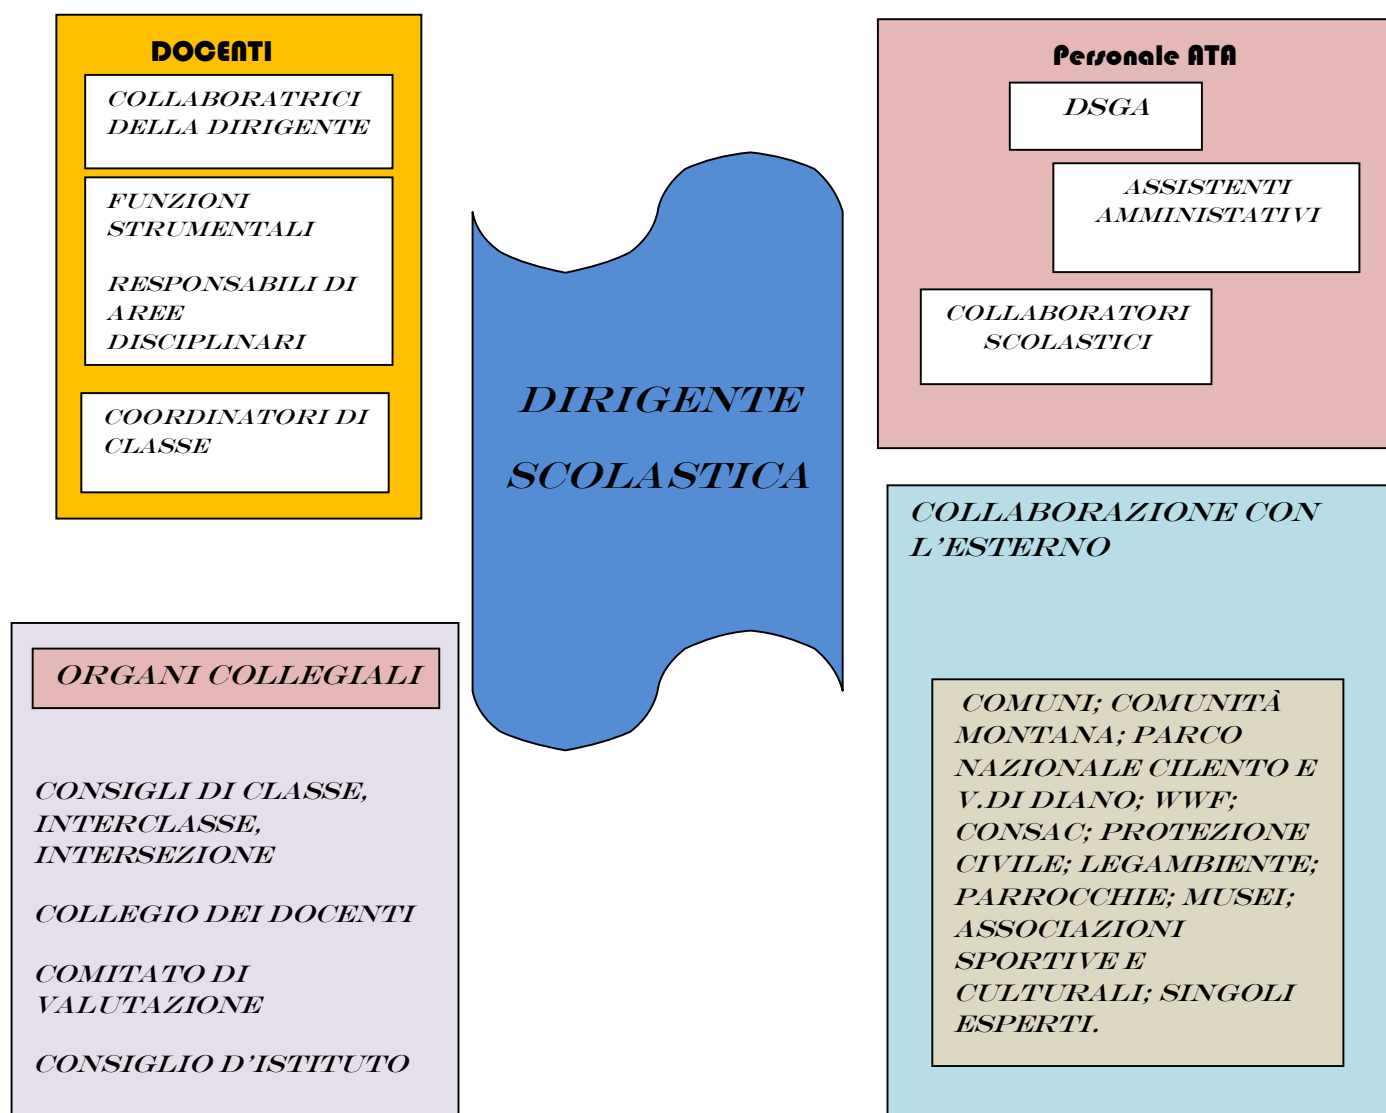 DOCENTI
COLLABORATRICI
DELLA DIRIGENTE
FUNZIONI
STRUMENTALI
RESPONSABILI DI
AREE
DISCIPLINARI
COORDINATORI DI
CLASSE
Personale ATA
DSGA
ASSISTENTI
AMMINISTATIVI
COLLABORATORI
SCOLASTICI
DIRIGENTE
SCOLASTICA
COLLABORAZIONE CON
L'ESTERNO
COMUNI; COMUNITÀ
MONTANA; PARCO
NAZIONALE CILENTO E
V.DI DIANO; WWF;
CONSAC; PROTEZIONE
CIVILE; LEGAMBIENTE;
PARROCCHIE; MUSEI;
ASSOCIAZIONI
SPORTIVE E
CULTURALI; SINGOLI
ESPERTI.
ORGANI COLLEGIALI
CONSIGLI DI CLASSE,
INTERCLASSE,
INTERSEZIONE
COLLEGIO DEI DOCENTI
COMITATO DI
VALUTAZIONE
CONSIGLIO D'ISTITUTO